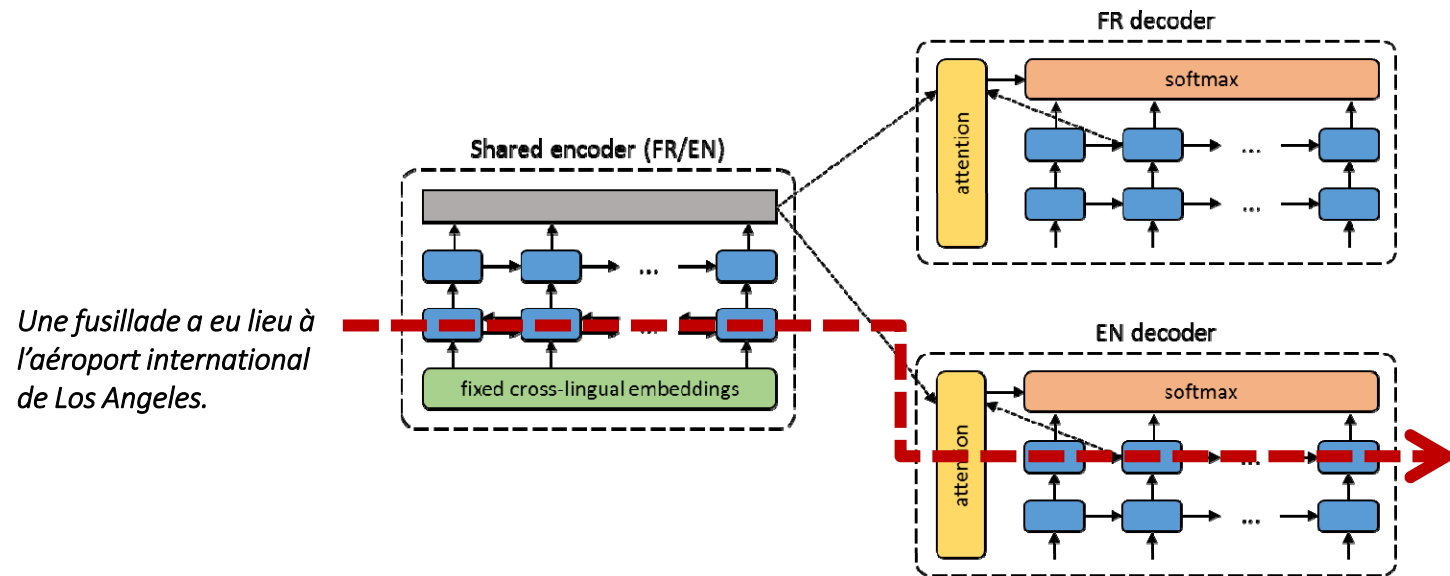 FR decoder
softmax
attention
...
...
Shared encoder (FR/EN)
...
...
fixed cross-lingual embeddings
Une fusillade a eu lieu à
l’aéroport international
de Los Angeles.
EN decoder
softmax
attention
...
...